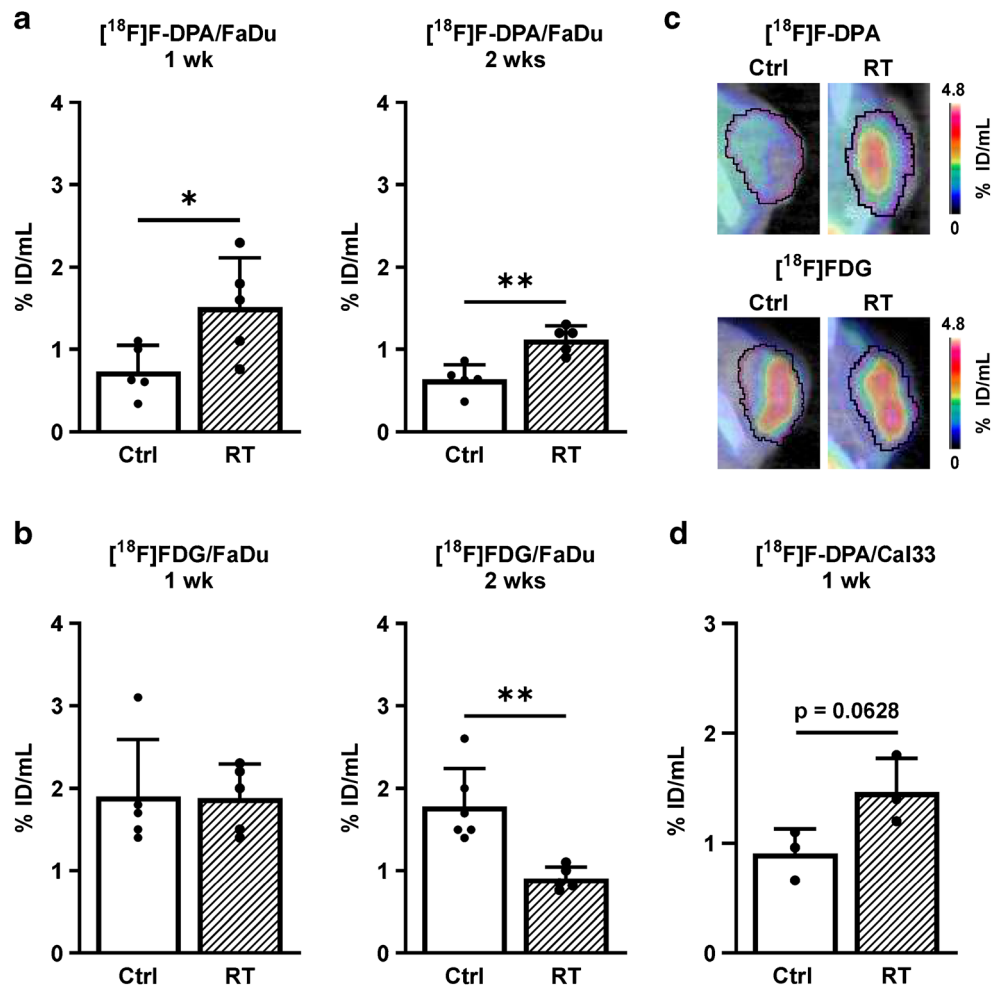 a
[¹⁸F]F-DPA/FaDu
1 wk
% ID/mL
4
3
2
1
0
*
Ctrl
RT
[¹⁸F]F-DPA/FaDu
2 wks
% ID/mL
4
3
2
1
0
**
Ctrl
RT
c
[¹⁸F]F-DPA
Ctrl
RT
4.8
% ID/mL
0
[¹⁸F]FDG
Ctrl
RT
4.8
% ID/mL
0
b
[¹⁸F]FDG/FaDu
1 wk
% ID/mL
4
3
2
1
0
Ctrl
RT
[¹⁸F]FDG/FaDu
2 wks
% ID/mL
4
3
2
1
0
**
Ctrl
RT
d
[¹⁸F]F-DPA/Cal33
1 wk
% ID/mL
3
2
1
0
p = 0.0628
Ctrl
RT